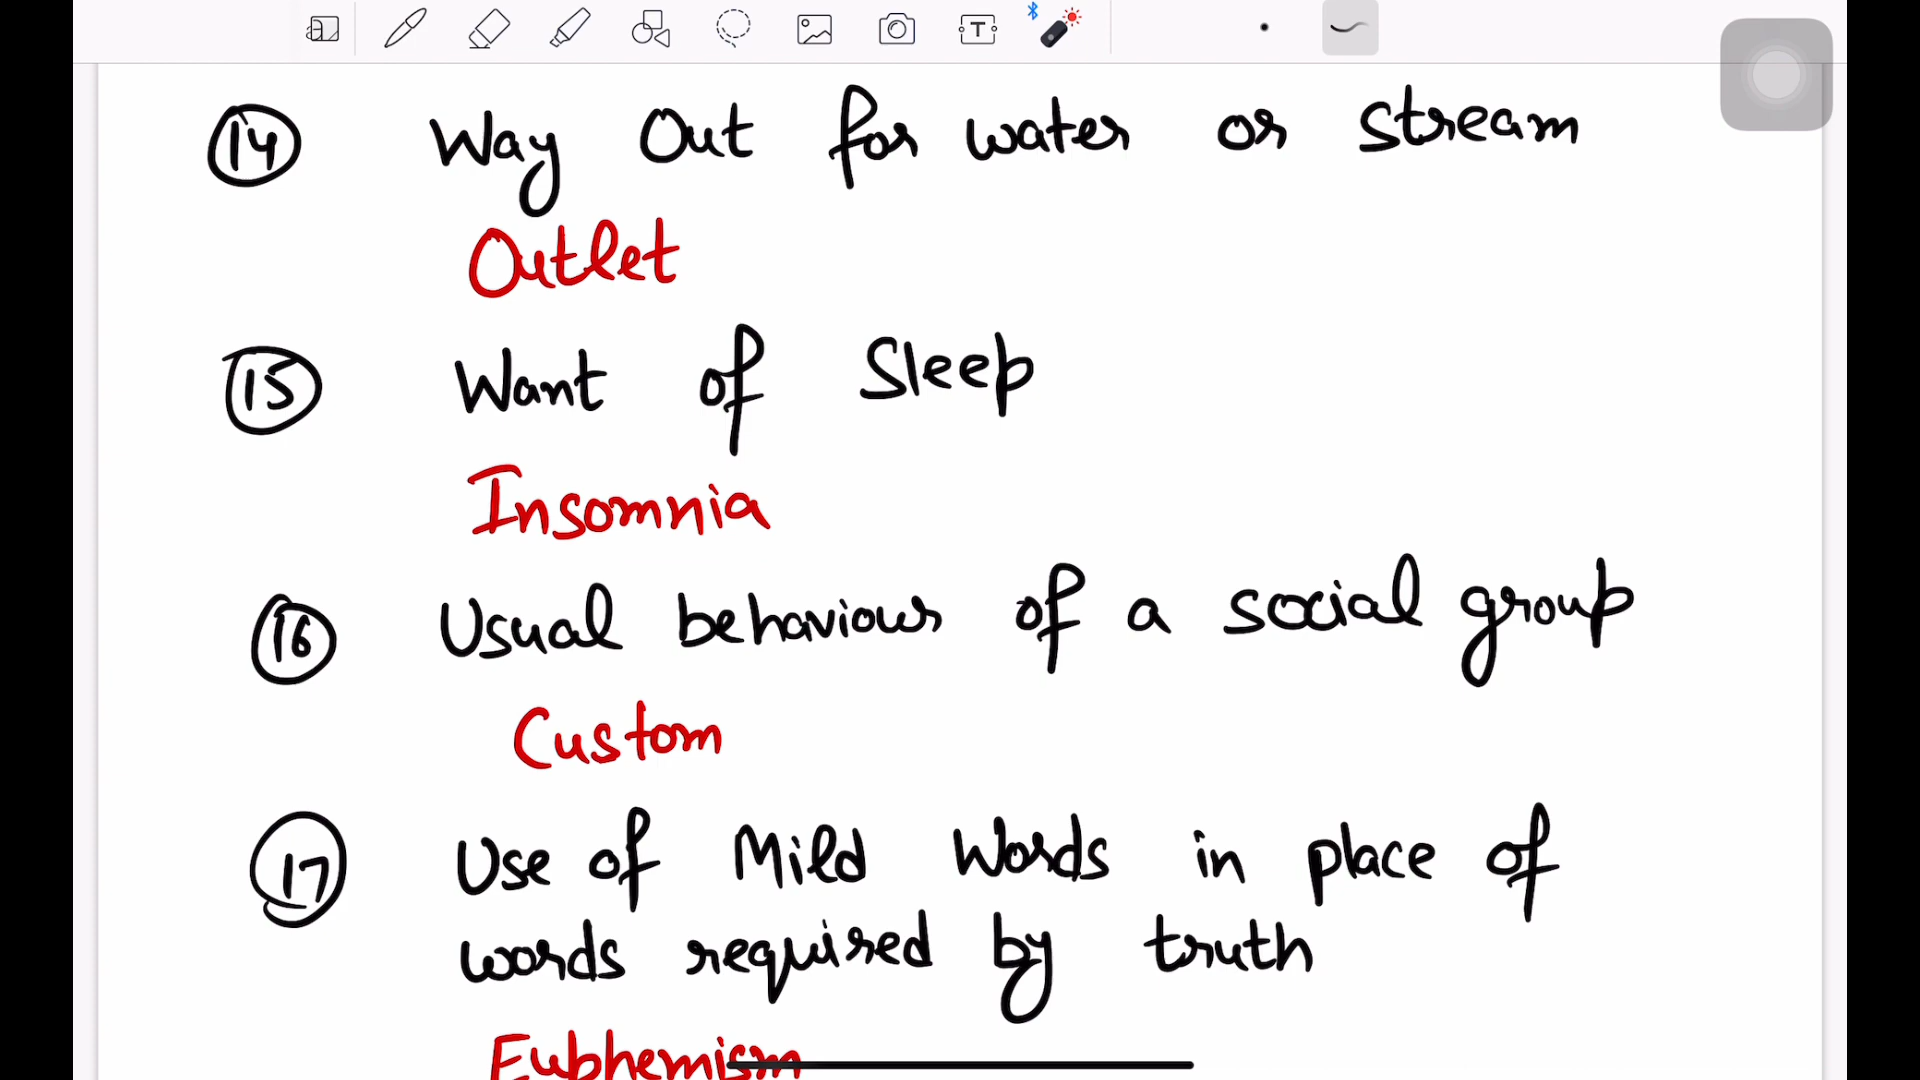 14 Way Out for water or stream
Outlet
15 Want of Sleep
Insomnia
16 Usual behaviour of a social group
Custom
17 Use of Mild Words in place of
words required by truth
Euphemism